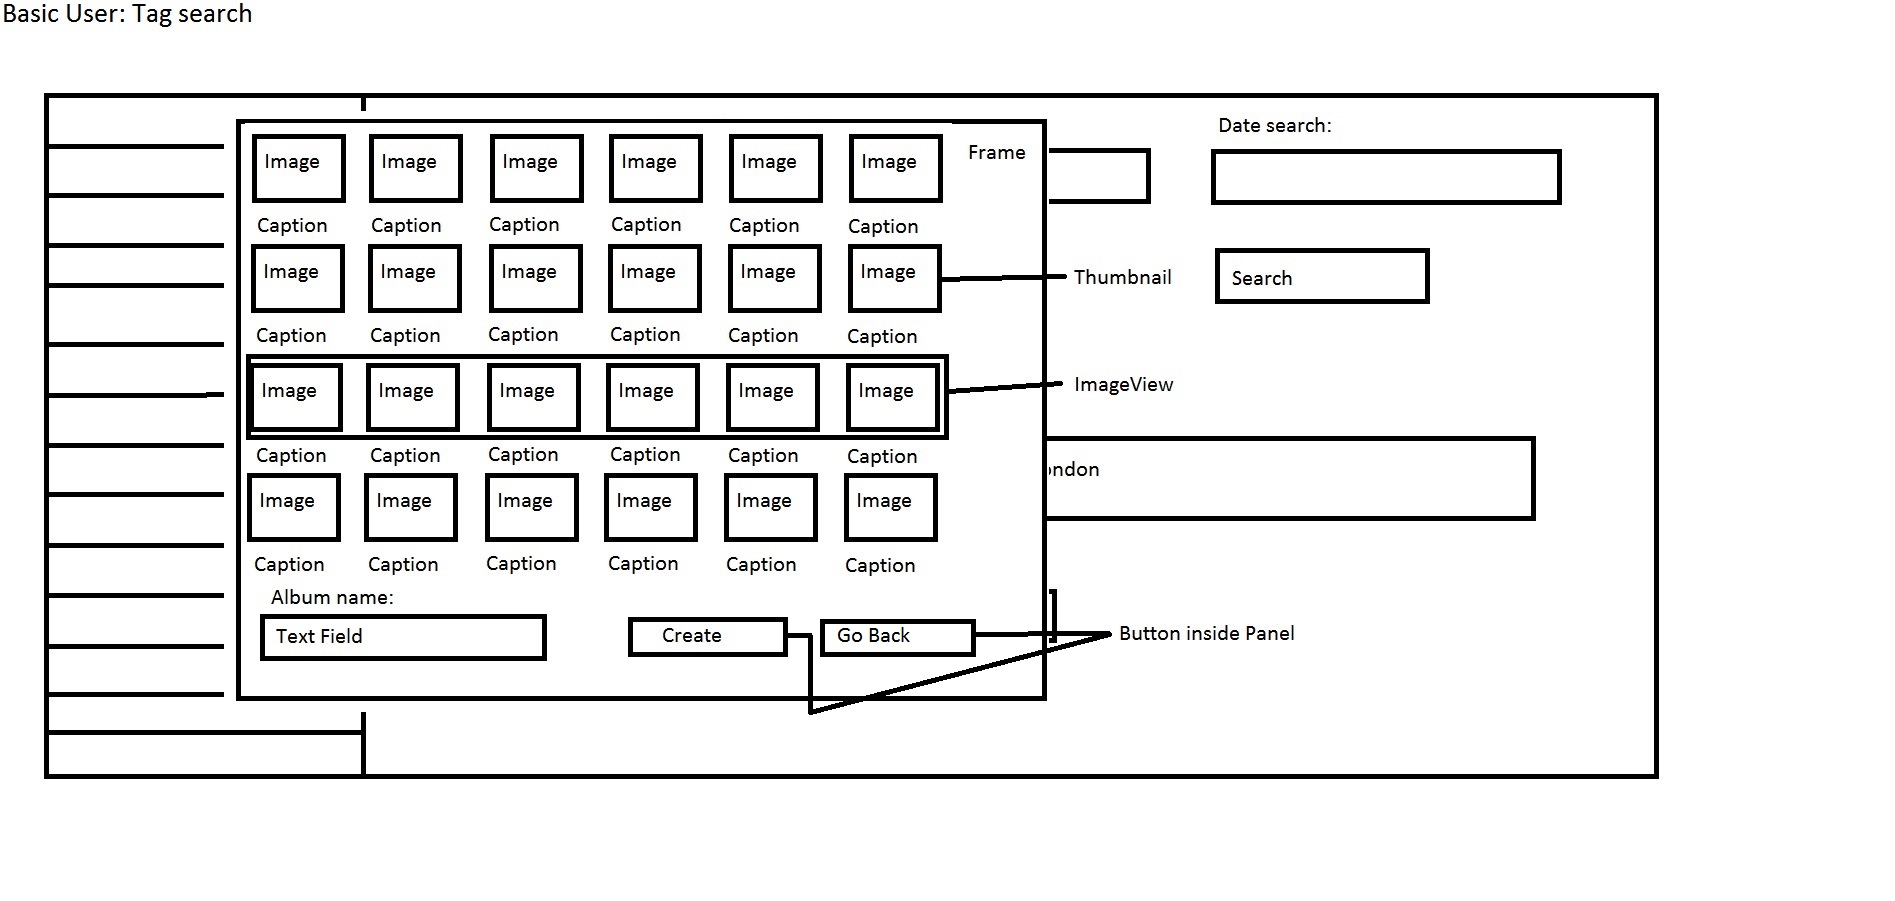 Basic User: Tag search
Date search:
Image Image Image Image Image Image Frame
Caption Caption Caption Caption Caption Caption
Image Image Image Image Image Image Thumbnail Search
Caption Caption Caption Caption Caption Caption
Image Image Image Image Image Image ImageView
Caption Caption Caption Caption Caption Caption
ndon
Image Image Image Image Image Image
Caption Caption Caption Caption Caption Caption
Album name:
Text Field Create Go Back Button inside Panel